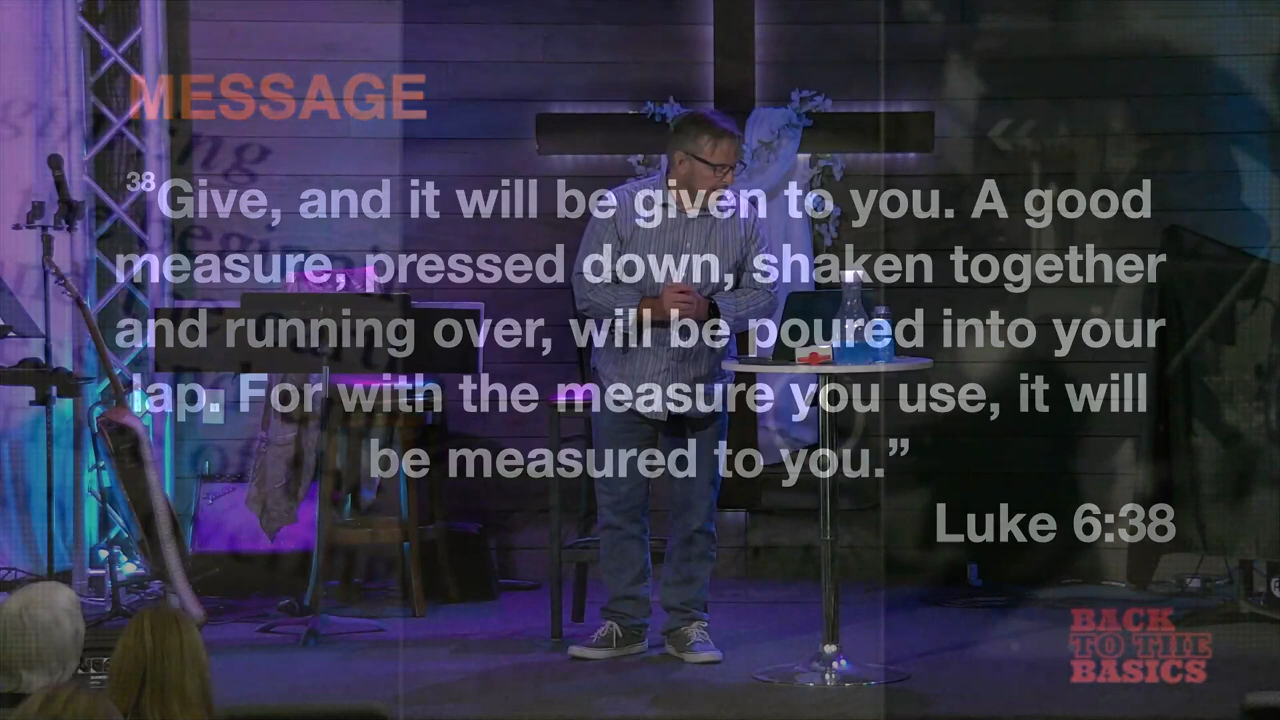 MESSAGE
38Give, and it will be given to you. A good
measure, pressed down, shaken together
and running over, will be poured into your
lap. For with the measure you use, it will
be measured to you.”
Luke 6:38
BACK
TO THE
BASICS